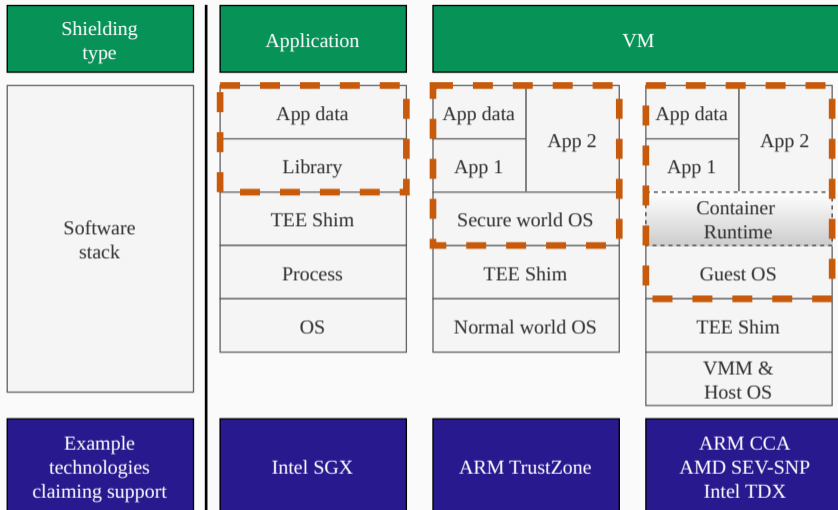 Shielding
type
Application
VM
Software
stack
App data
Library
TEE Shim
Process
OS
App data
App 1
App 2
Secure world OS
TEE Shim
Normal world OS
App data
App 1
App 2
Container
Runtime
Guest OS
TEE Shim
VMM &
Host OS
Example
technologies
claiming support
Intel SGX
ARM TrustZone
ARM CCA
AMD SEV-SNP
Intel TDX